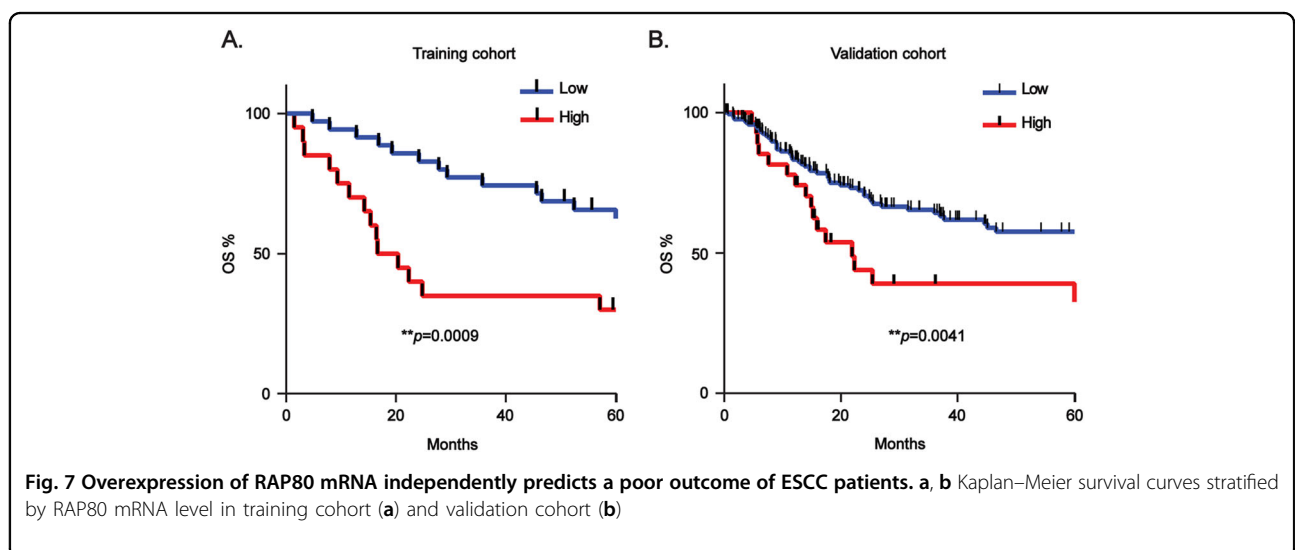 A.
Training cohort
Low
High
100
50
0
OS %
**p=0.0009
0 20 40 60
Months
B.
Validation cohort
Low
High
100
50
0
OS %
**p=0.0041
0 20 40 60
Months
Fig. 7 Overexpression of RAP80 mRNA independently predicts a poor outcome of ESCC patients. a, b Kaplan–Meier survival curves stratified
by RAP80 mRNA level in training cohort (a) and validation cohort (b)